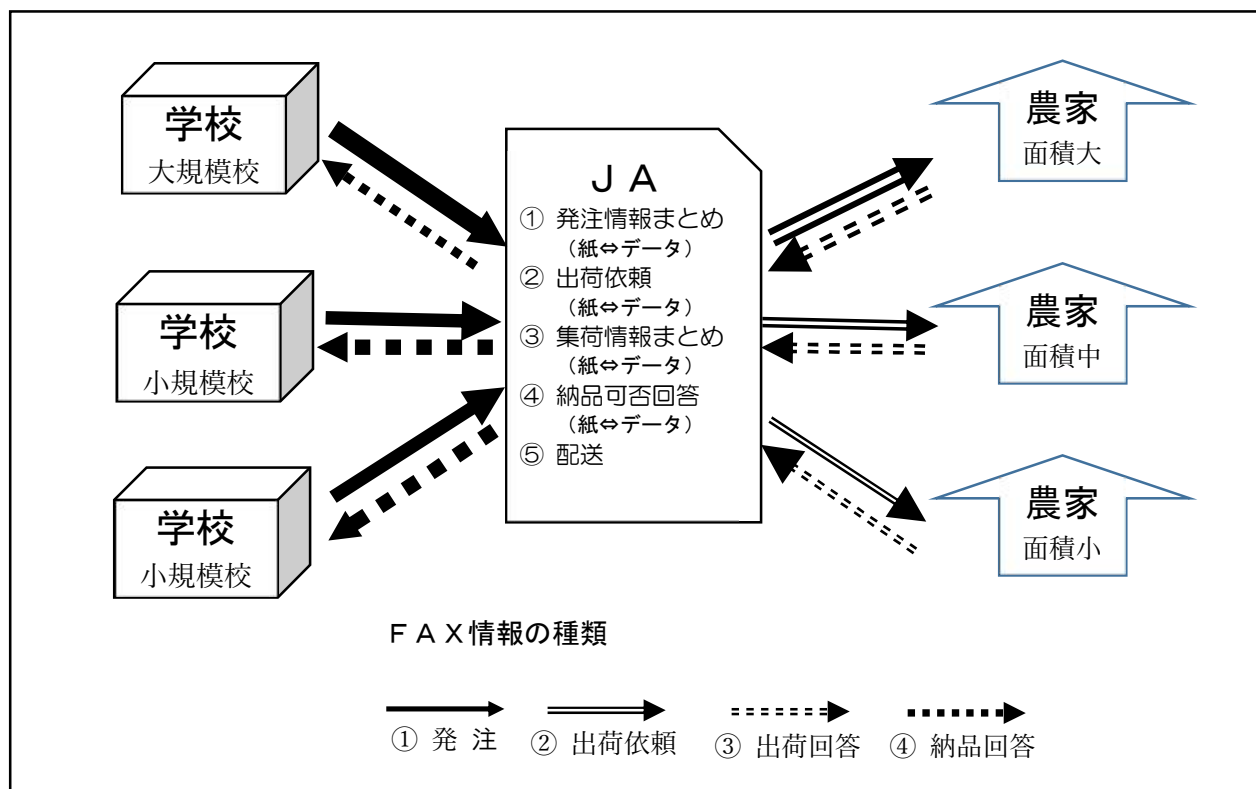 学校
大規模校
学校
小規模校
学校
小規模校
ＪＡ
① 発注情報まとめ
（紙⇔データ）
② 出荷依頼
（紙⇔データ）
③ 集荷情報まとめ
（紙⇔データ）
④ 納品可否回答
（紙⇔データ）
⑤ 配送
農家
面積大
農家
面積中
農家
面積小
ＦＡＸ情報の種類
① 発 注
② 出荷依頼
③ 出荷回答
④ 納品回答